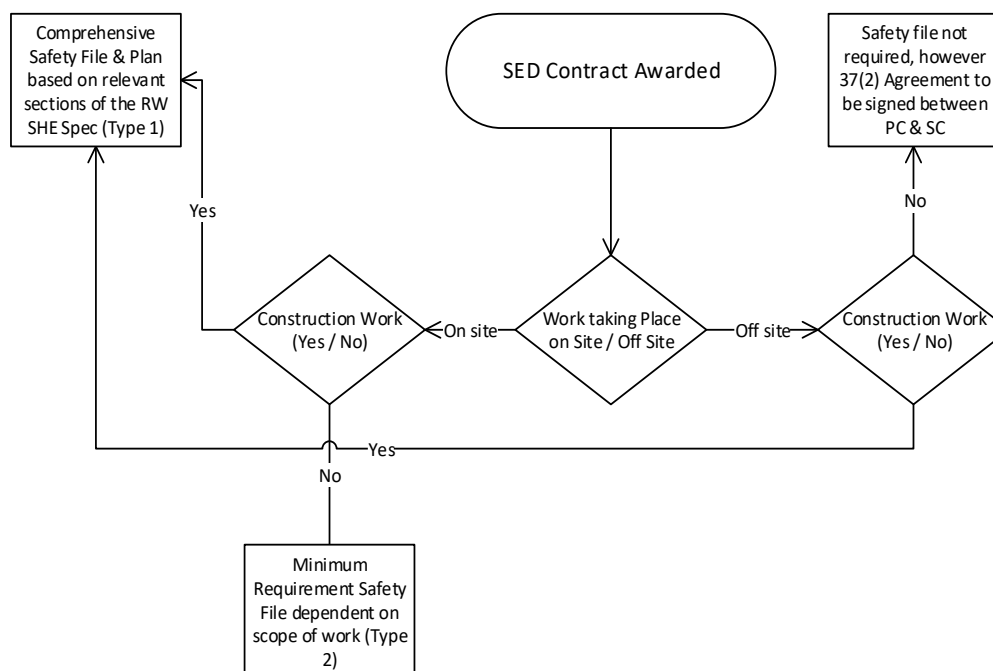 Comprehensive
Safety File & Plan
based on relevant
sections of the RW
SHE Spec (Type 1)
SED Contract Awarded
Safety file not
required, however
37(2) Agreement to
be signed between
PC & SC
Yes
No
Construction Work
(Yes / No)
On site
Work taking Place
on Site / Off Site
Off site
Construction Work
(Yes / No)
Yes
No
Minimum
Requirement Safety
File dependent on
scope of work (Type
2)